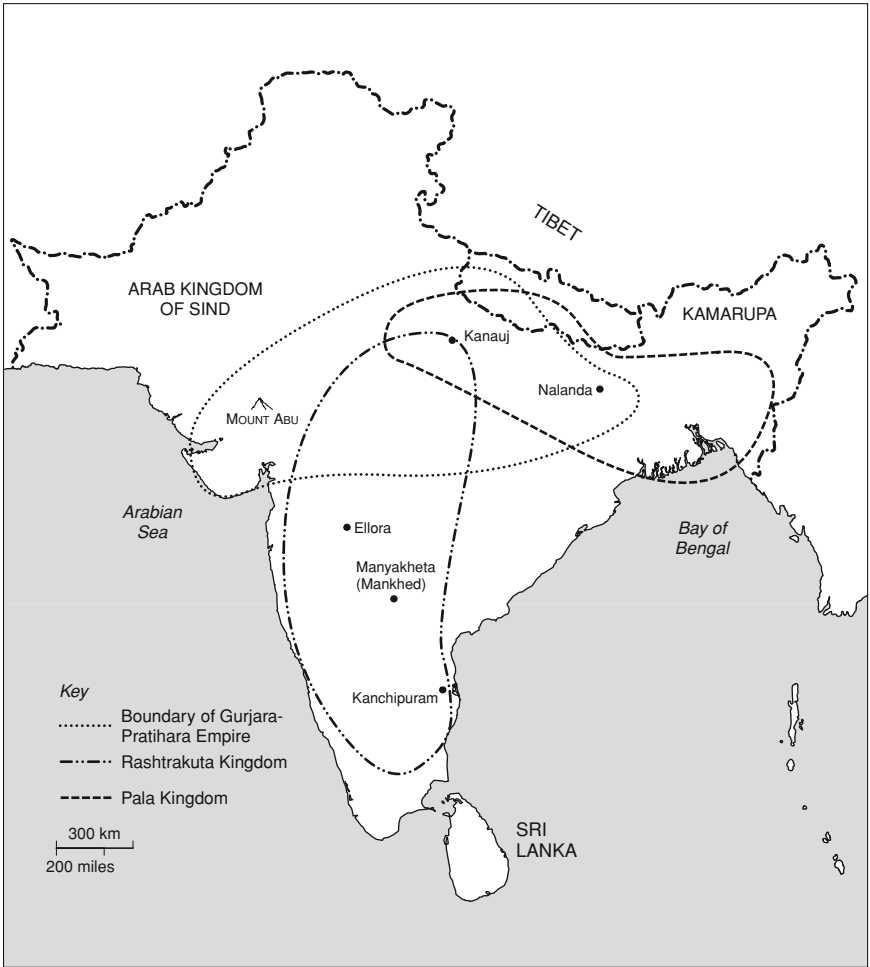 TIBET
ARAB KINGDOM
OF SIND
KAMARUPA
Kanauj
Nalanda
MOUNT ABU
Arabian
Sea
Ellora
Bay of
Bengal
Manyakheta
(Mankhed)
Kanchipuram
Key
Boundary of Gurjara-
Pratihara Empire
Rashtrakuta Kingdom
Pala Kingdom
300 km
200 miles
SRI
LANKA